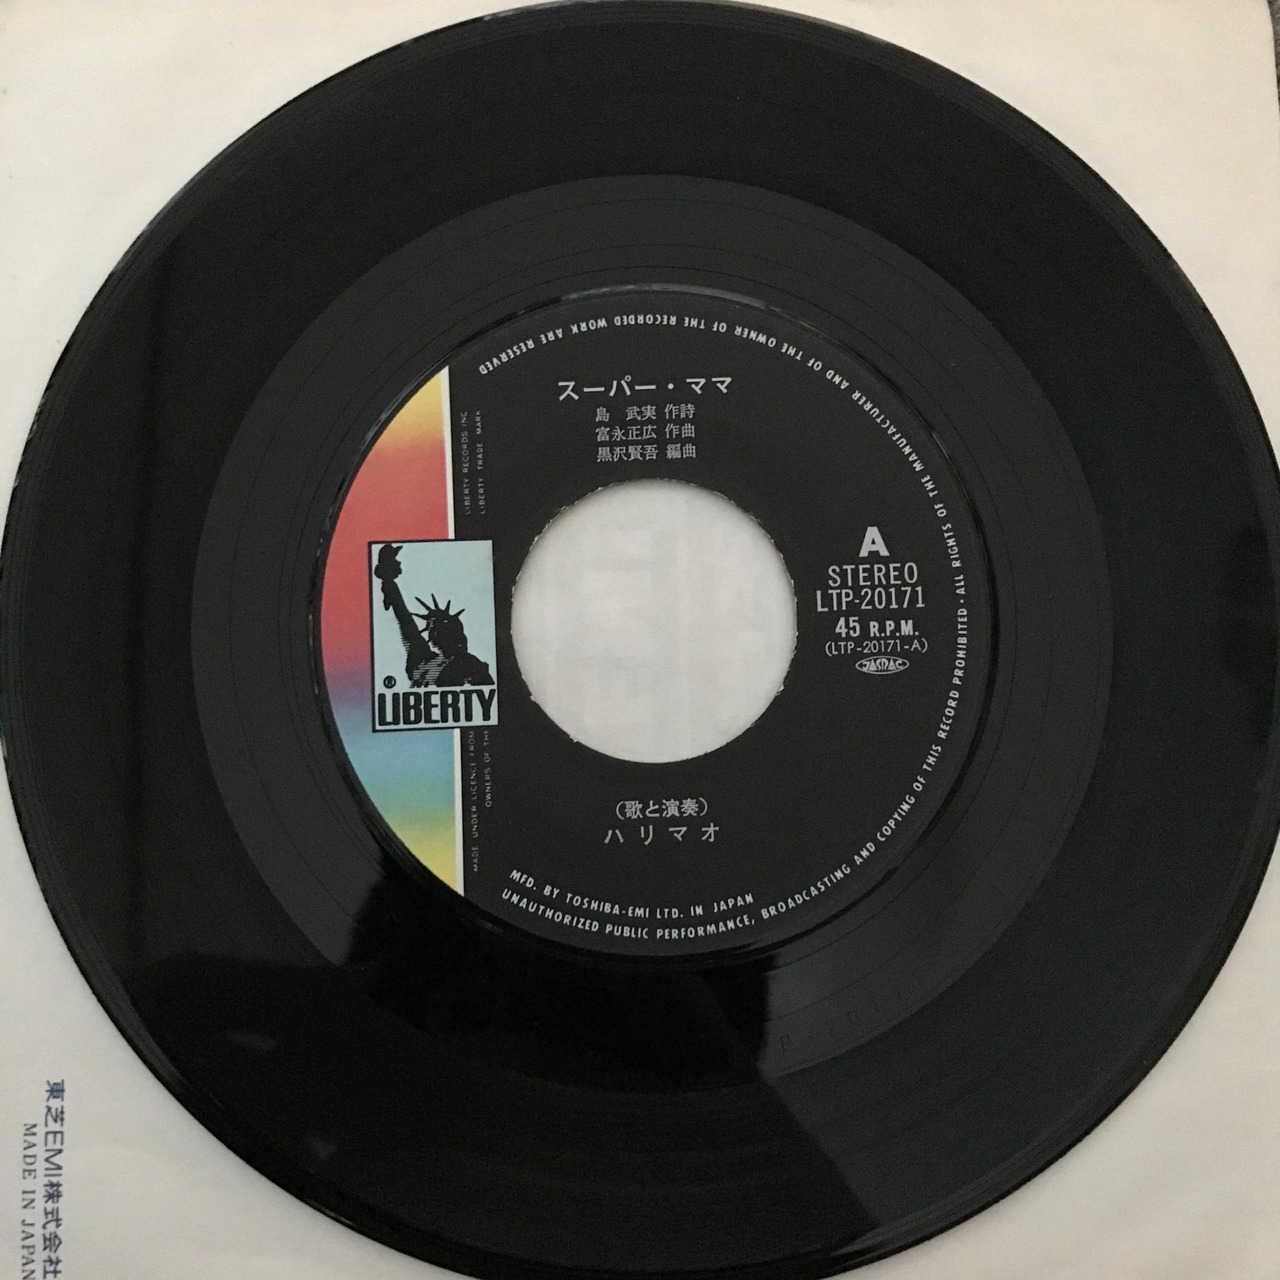 スーパー・ママ
島 武実 作詩
富永正広 作曲
黒沢賢吾 編曲
A
STEREO
LTP-20171
45 R.P.M.
(LTP-20171-A)
JASRAC
LIBERTY RECORDS INC
LIBERTY TRADE MARK
®
LIBERTY
MADE UNDER LICENCE FROM
OWNERS OF THE
(歌と演奏)
ハリマオ
MFD. BY TOSHIBA-EMI LTD. IN JAPAN
UNAUTHORIZED PUBLIC PERFORMANCE, BROADCASTING AND COPYING OF THIS RECORD PROHIBITED・ALL RIGHTS OF THE MANUFACTURER AND OF THE OWNER OF THE RECORDED WORK ARE RESERVED
東芝EMI株式会社
MADE IN JAPAN